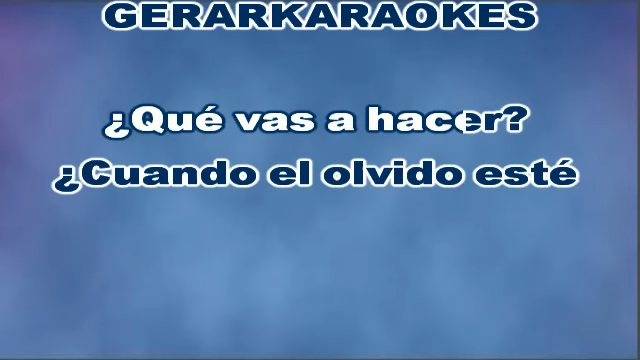 GERARKARAOKES
¿Qué vas a hacer?
¿Cuando el olvido esté